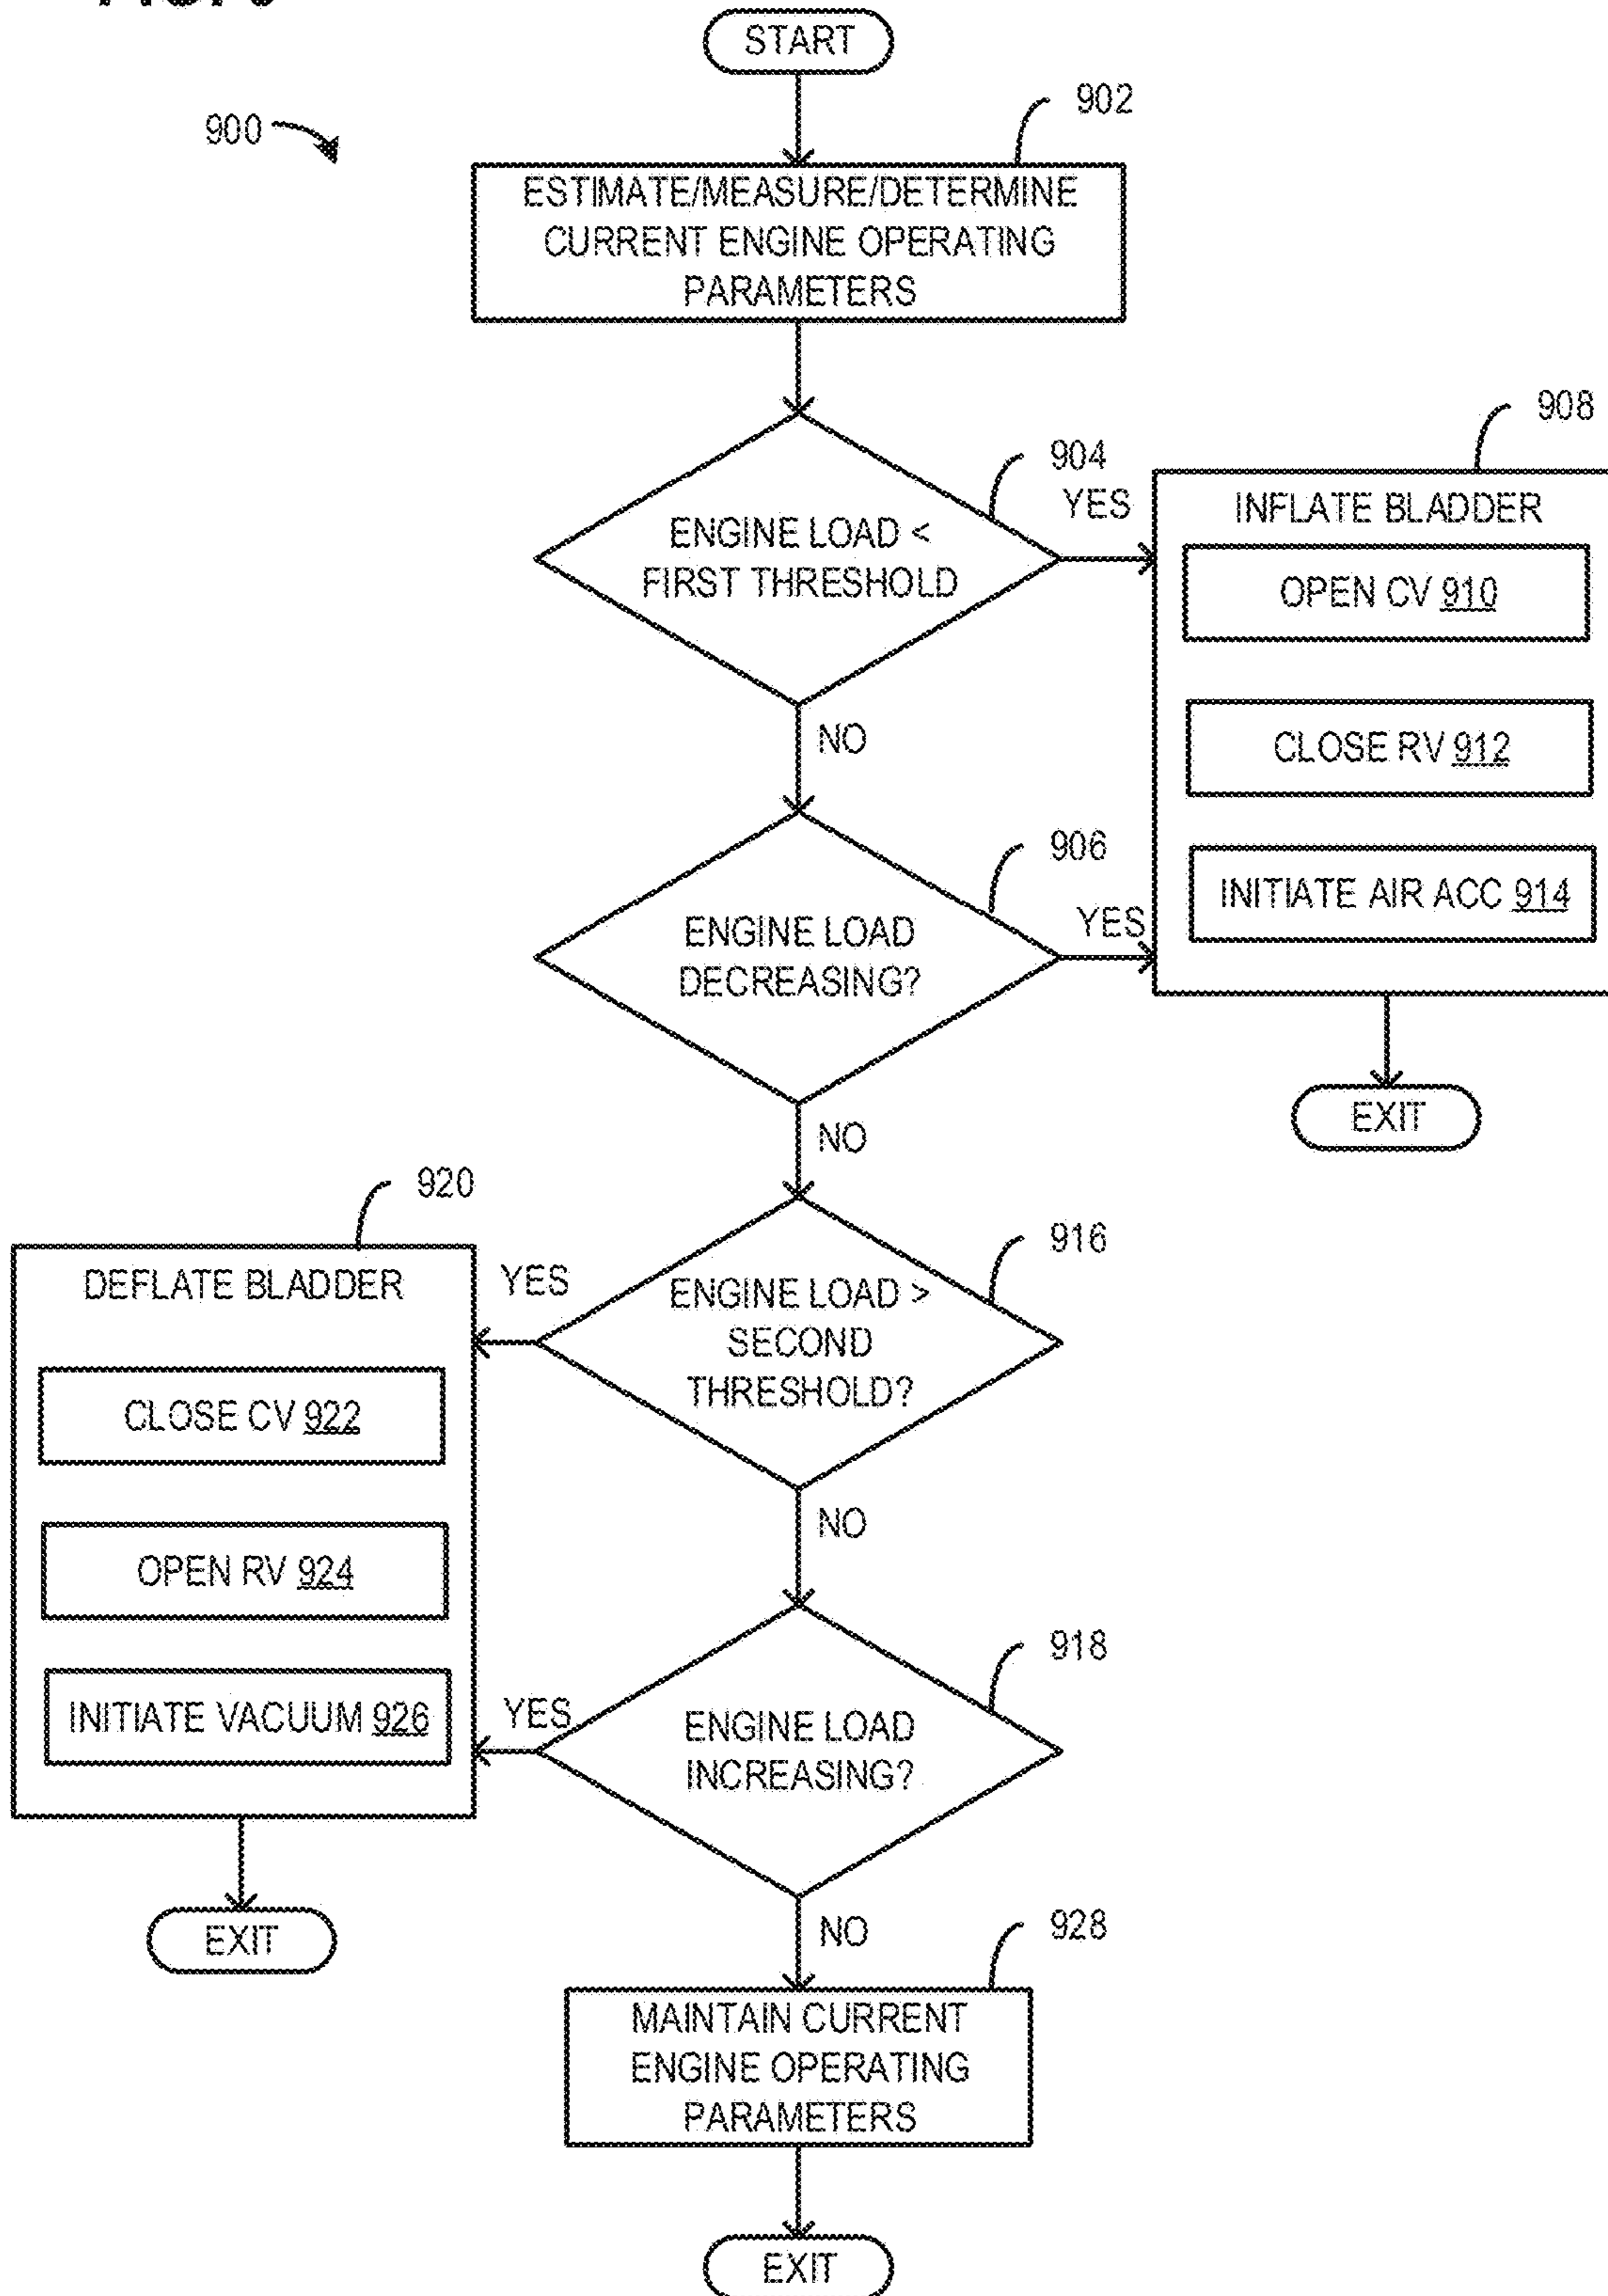 START
900
902
ESTIMATE/MEASURE/DETERMINE
CURRENT ENGINE OPERATING
PARAMETERS
904
ENGINE LOAD <
FIRST THRESHOLD
YES
NO
908
INFLATE BLADDER
OPEN CV 910
CLOSE RV 912
INITIATE AIR ACC 914
EXIT
906
ENGINE LOAD
DECREASING?
YES
NO
916
ENGINE LOAD >
SECOND
THRESHOLD?
YES
NO
920
DEFLATE BLADDER
CLOSE CV 922
OPEN RV 924
INITIATE VACUUM 926
EXIT
918
ENGINE LOAD
INCREASING?
YES
NO
928
MAINTAIN CURRENT
ENGINE OPERATING
PARAMETERS
EXIT